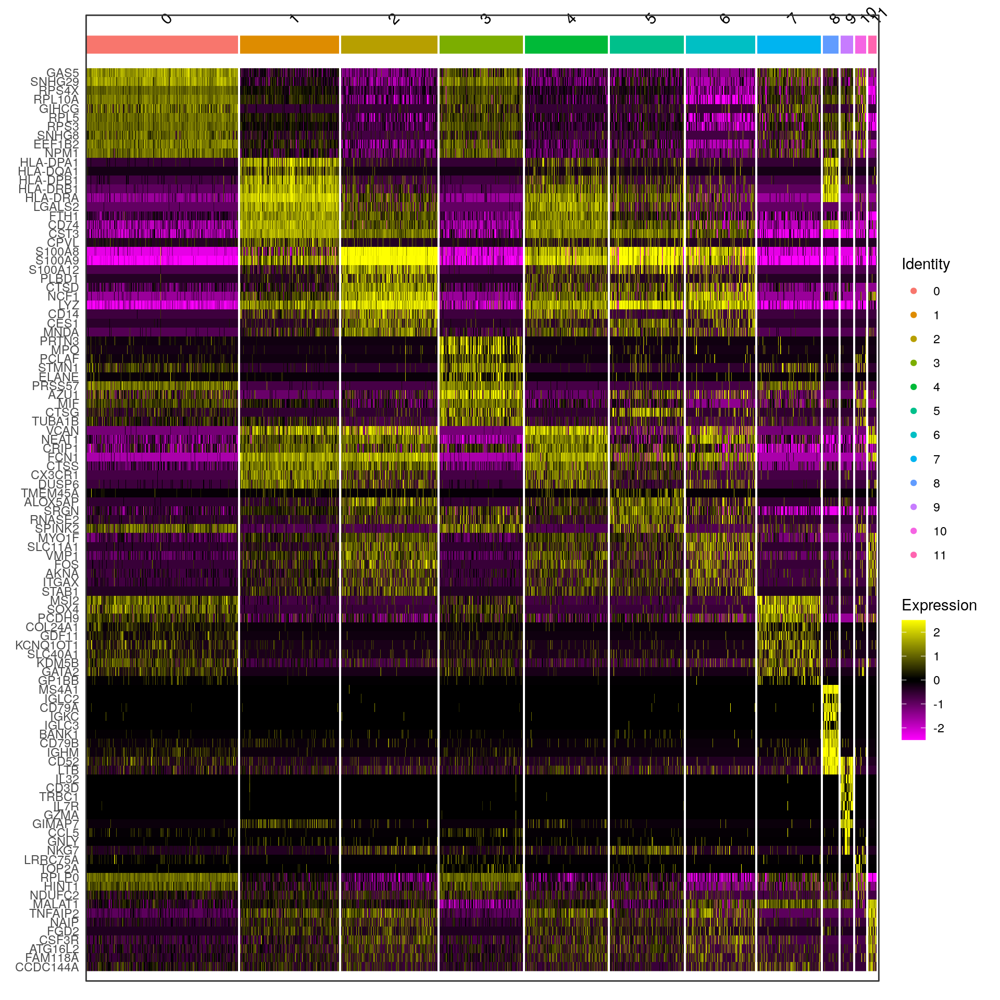 0 1 2 3 4 5 6 7 8 9 10 11
GAS5
SNHG29
RPS4X
RPL10A
GIHCG
RPL5
RPS3
SNHG8
EEF1B2
NPM1
HLA-DPA1
HLA-DQA1
HLA-DPB1
HLA-DRB1
HLA-DRA
LGALS2
FTH1
CD74
CST3
CPVL
S100A8
S100A9
S100A12
PLBD1
CTSD
NCF1
LYZ
CD14
CES1
MNDA
PRTN3
MPO
PCLAF
STMN1
ELANE
PRSS57
AZU1
MIF
CTSG
TUBA1B
VCAN
NEAT1
CRIP1
FCN1
CTSS
CX3CR1
DUSP6
TMEM45A
ALOX5AP
SRGN
RNASE2
SPINK2
MYO1F
SLC11A1
VMP1
FOS
AKNA
ITGAX
STAB1
MSI2
SOX4
PCDH9
COL24A1
GDF11
KCNQ1OT1
SLC40A1
KDM5B
GATA2
GP1BB
MS4A1
IGLC2
CD79A
IGKC
IGLC3
BANK1
CD79B
IGHM
CD52
LTB
IL32
CD3D
TRBC1
IL7R
GZMA
GIMAP7
CCL5
GNLY
NKG7
LRRC75A
TOP2A
RPLP0
HINT1
NDUFC2
MALAT1
TNFAIP2
NAIP
FGD2
CSF3R
ATG16L2
FAM118A
CCDC144A
Identity
0
1
2
3
4
5
6
7
8
9
10
11
Expression
2
1
0
-1
-2